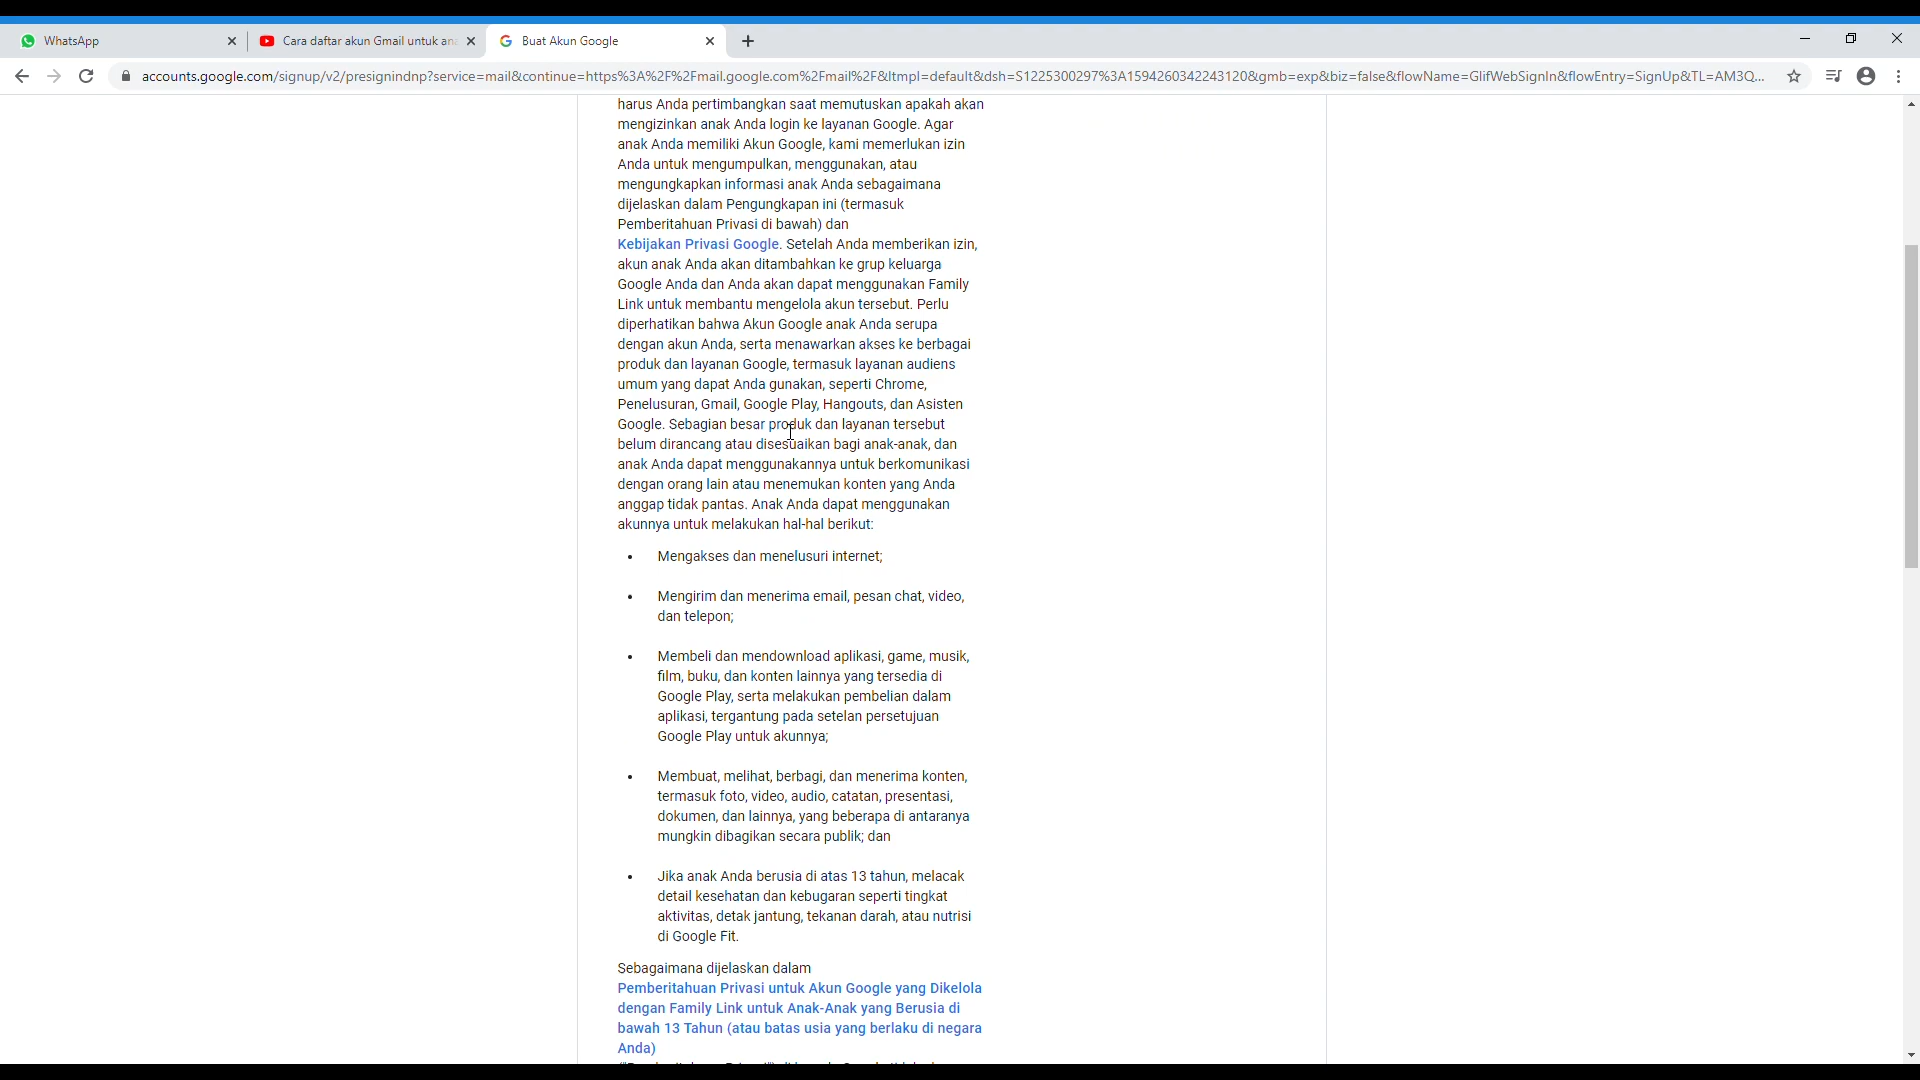 WhatsApp
Cara daftar akun Gmail untuk an
Buat Akun Google
accounts.google.com/signup/v2/presignindnp?service=mail&continue=https%3A%2F%2Fmail.google.com%2Fmail%2F&ltmpl=default&dsh=S1225300297%3A1594260342243120&gmb=exp&biz=false&flowName=GlifWebSignIn&flowEntry=SignUp&TL=AM3Q...
harus Anda pertimbangkan saat memutuskan apakah akan
mengizinkan anak Anda login ke layanan Google. Agar
anak Anda memiliki Akun Google, kami memerlukan izin
Anda untuk mengumpulkan, menggunakan, atau
mengungkapkan informasi anak Anda sebagaimana
dijelaskan dalam Pengungkapan ini (termasuk
Pemberitahuan Privasi di bawah) dan
Kebijakan Privasi Google. Setelah Anda memberikan izin,
akun anak Anda akan ditambahkan ke grup keluarga
Google Anda dan Anda akan dapat menggunakan Family
Link untuk membantu mengelola akun tersebut. Perlu
diperhatikan bahwa Akun Google anak Anda serupa
dengan akun Anda, serta menawarkan akses ke berbagai
produk dan layanan Google, termasuk layanan audiens
umum yang dapat Anda gunakan, seperti Chrome,
Penelusuran, Gmail, Google Play, Hangouts, dan Asisten
Google. Sebagian besar produk dan layanan tersebut
belum dirancang atau disesuaikan bagi anak-anak, dan
anak Anda dapat menggunakannya untuk berkomunikasi
dengan orang lain atau menemukan konten yang Anda
anggap tidak pantas. Anak Anda dapat menggunakan
akunnya untuk melakukan hal-hal berikut:
• Mengakses dan menelusuri internet;
• Mengirim dan menerima email, pesan chat, video,
dan telepon;
• Membeli dan mendownload aplikasi, game, musik,
film, buku, dan konten lainnya yang tersedia di
Google Play, serta melakukan pembelian dalam
aplikasi, tergantung pada setelan persetujuan
Google Play untuk akunnya;
• Membuat, melihat, berbagi, dan menerima konten,
termasuk foto, video, audio, catatan, presentasi,
dokumen, dan lainnya, yang beberapa di antaranya
mungkin dibagikan secara publik; dan
• Jika anak Anda berusia di atas 13 tahun, melacak
detail kesehatan dan kebugaran seperti tingkat
aktivitas, detak jantung, tekanan darah, atau nutrisi
di Google Fit.
Sebagaimana dijelaskan dalam
Pemberitahuan Privasi untuk Akun Google yang Dikelola
dengan Family Link untuk Anak-Anak yang Berusia di
bawah 13 Tahun (atau batas usia yang berlaku di negara
Anda)